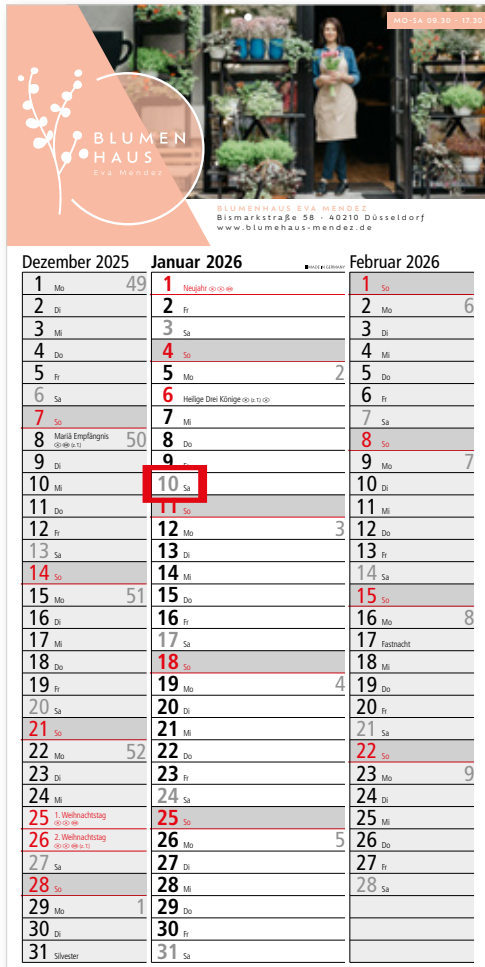 MO-SA 09.30 - 17.30
BLUMEN
HAUS
Eva Mendez
BLUMENHAUS EVA MENDEZ
Bismarkstraße 58 - 40210 Düsseldorf
www.blumehaus-mendez.de
Dezember 2025
1 Mo 49
2 Di
3 Mi
4 Do
5 Fr
6 Sa
7 So
8 Mariä Empfängnis 50
9 Di
10 Mi
11 Do
12 Fr
13 Sa
14 So
15 Mo 51
16 Di
17 Mi
18 Do
19 Fr
20 Sa
21 So
22 Mo 52
23 Di
24 Mi
25 1. Weihnachtstag
26 2. Weihnachtstag
27 Sa
28 So
29 Mo 1
30 Di
31 Silvester
Januar 2026
MADE IN GERMANY
1 Neujahr
2 Fr
3 Sa
4 So
5 Mo 2
6 Heilige Drei Könige
7 Mi
8 Do
9
10 Sa
11 So
12 Mo 3
13 Di
14 Mi
15 Do
16 Fr
17 Sa
18 So
19 Mo 4
20 Di
21 Mi
22 Do
23 Fr
24 Sa
25 So
26 Mo 5
27 Di
28 Mi
29 Do
30 Fr
31 Sa
Februar 2026
1 So
2 Mo 6
3 Di
4 Mi
5 Do
6 Fr
7 Sa
8 So
9 Mo 7
10 Di
11 Mi
12 Do
13 Fr
14 Sa
15 So
16 Mo 8
17 Fastnacht
18 Mi
19 Do
20 Fr
21 Sa
22 So
23 Mo 9
24 Di
25 Mi
26 Do
27 Fr
28 Sa